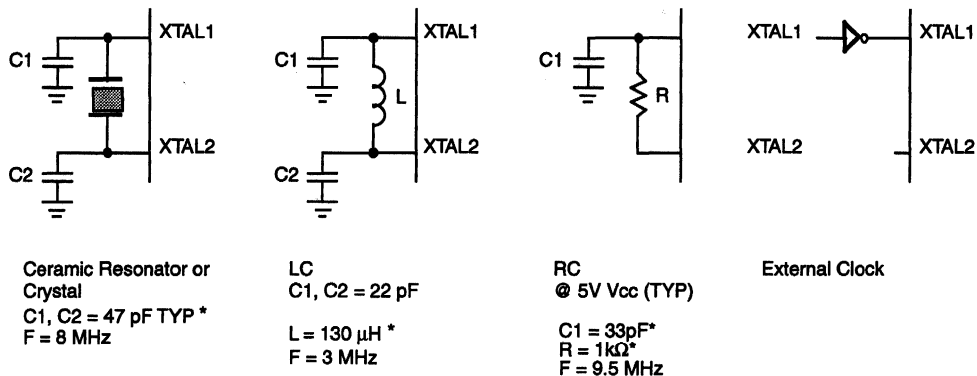 XTAL1
C1
XTAL2
C2
Ceramic Resonator or
Crystal
C1, C2 = 47 pF TYP *
F = 8 MHz
XTAL1
C1
L
XTAL2
C2
LC
C1, C2 = 22 pF
L = 130 µH *
F = 3 MHz
XTAL1
C1
R
XTAL2
RC
@ 5V Vcc (TYP)
C1 = 33pF*
R = 1kΩ*
F = 9.5 MHz
XTAL1
XTAL2
External Clock